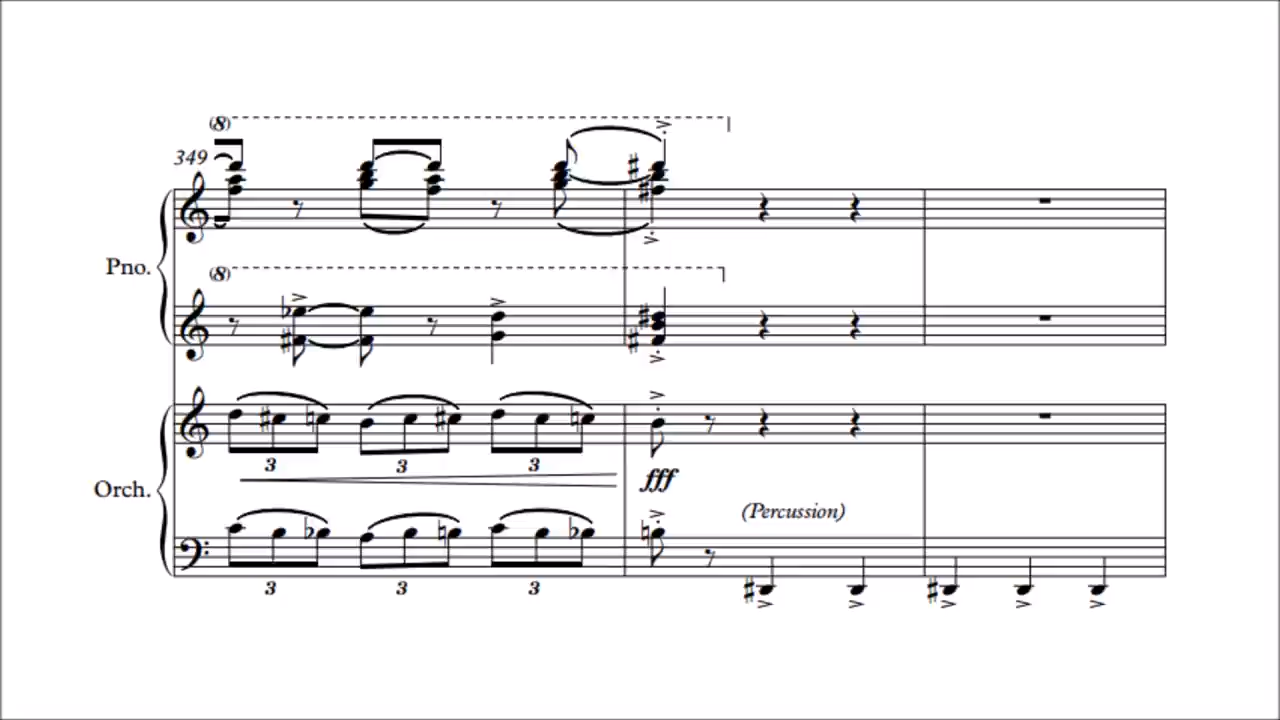 (8)
349
Pno.
(8)
3 3 3
Orch.
fff
(Percussion)
3 3 3